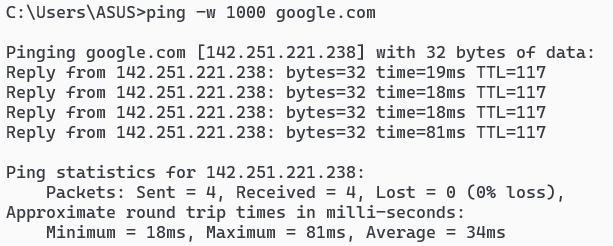 C:\Users\ASUS>ping -w 1000 google.com
Pinging google.com [142.251.221.238] with 32 bytes of data:
Reply from 142.251.221.238: bytes=32 time=19ms TTL=117
Reply from 142.251.221.238: bytes=32 time=18ms TTL=117
Reply from 142.251.221.238: bytes=32 time=18ms TTL=117
Reply from 142.251.221.238: bytes=32 time=81ms TTL=117
Ping statistics for 142.251.221.238:
    Packets: Sent = 4, Received = 4, Lost = 0 (0% loss),
Approximate round trip times in milli-seconds:
    Minimum = 18ms, Maximum = 81ms, Average = 34ms